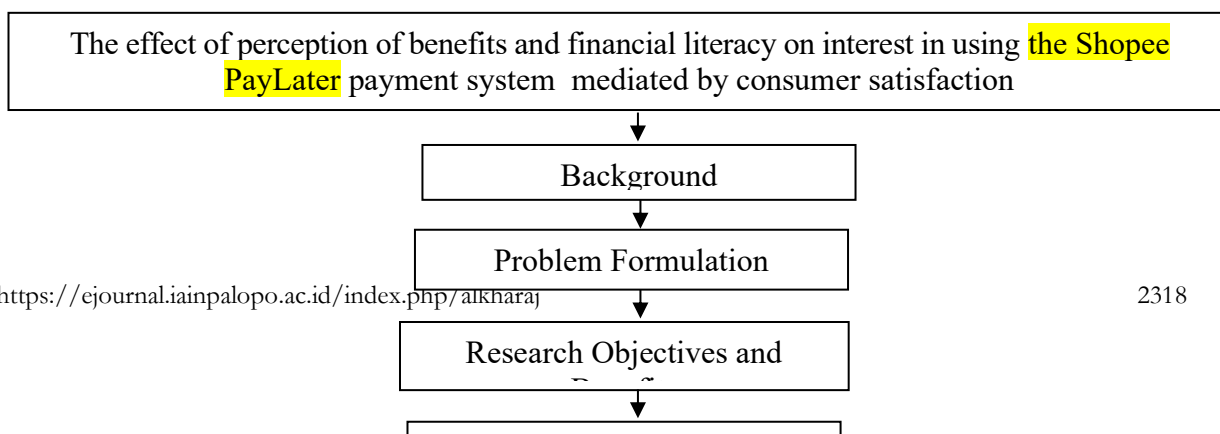 The effect of perception of benefits and financial literacy on interest in using the Shopee
PayLater payment system mediated by consumer satisfaction
Background
Problem Formulation
https://ejournal.iainpalopo.ac.id/index.php/alkharaj 2318
Research Objectives and